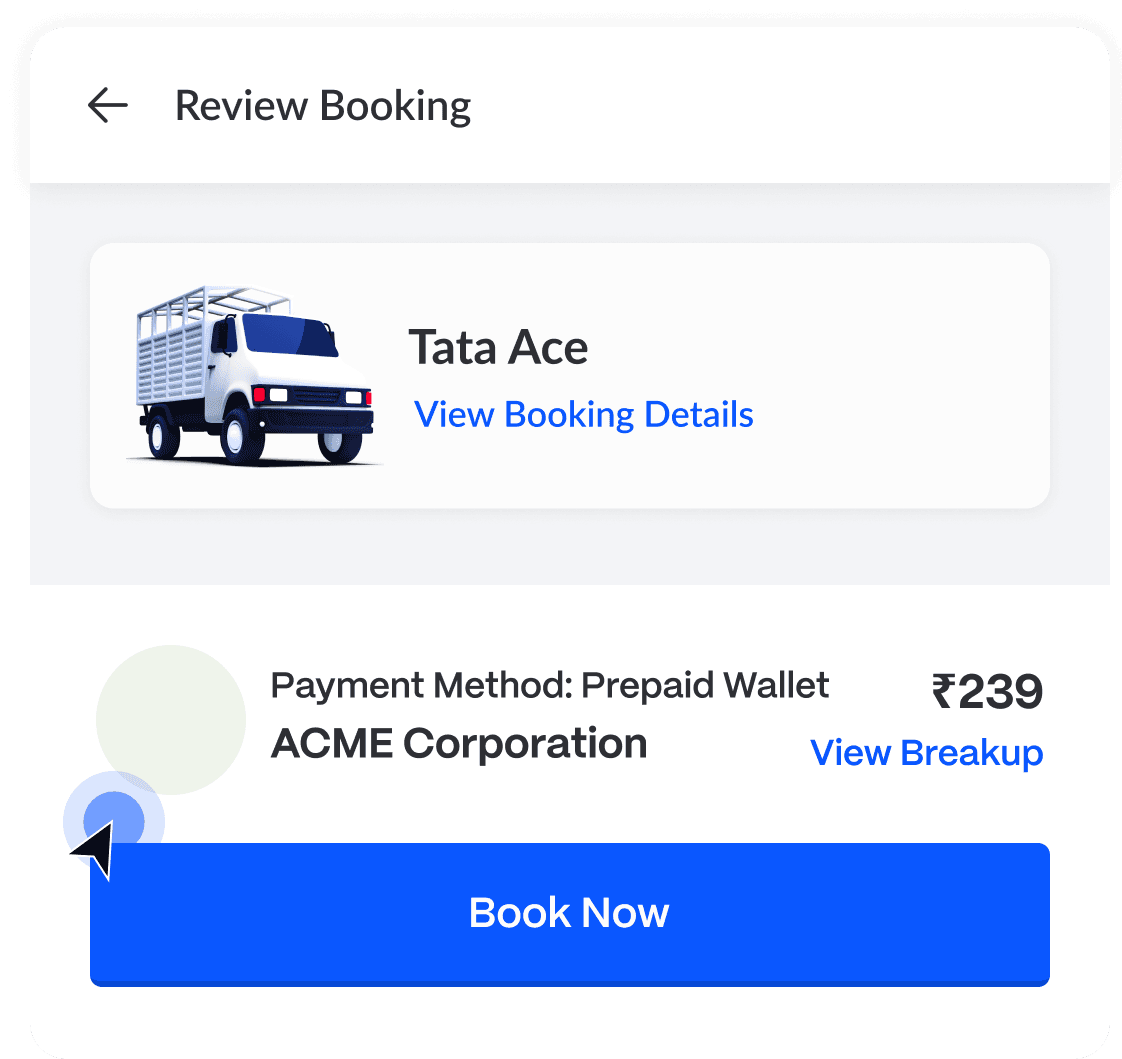 Review Booking
Tata Ace
View Booking Details
Payment Method: Prepaid Wallet
₹239
ACME Corporation
View Breakup
Book Now